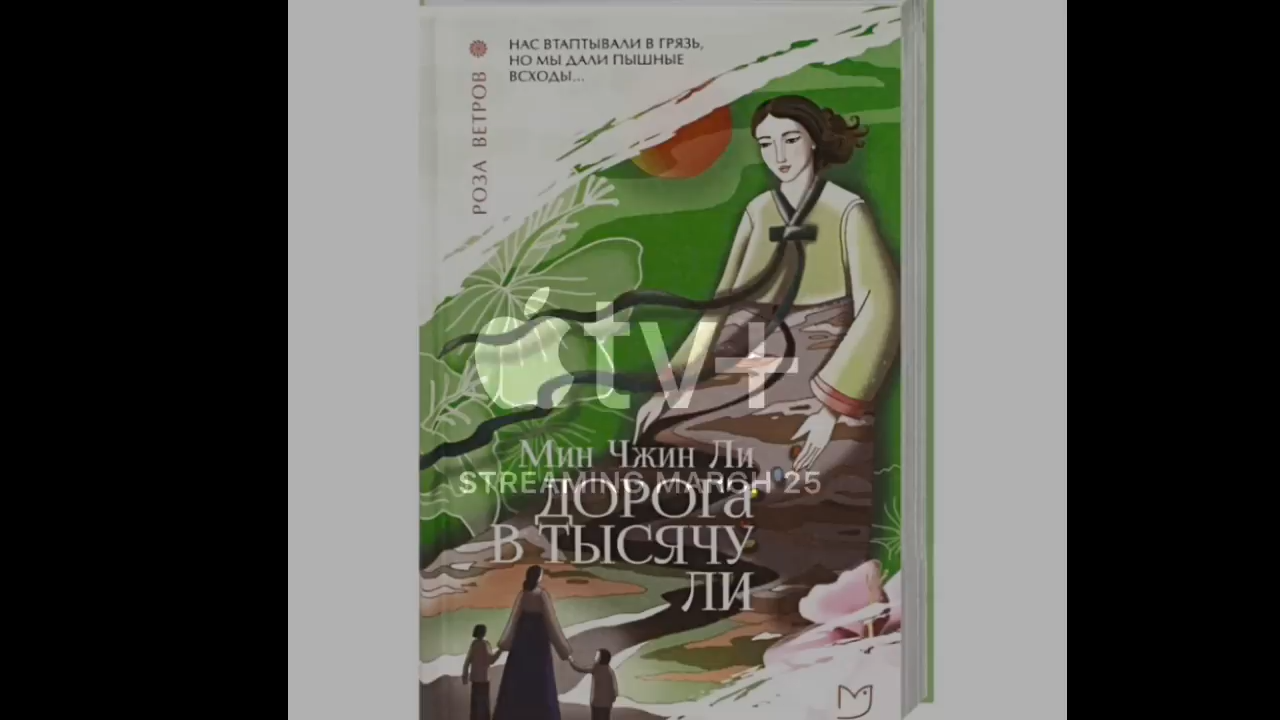 НАС ВТАПТЫВАЛИ В ГРЯЗЬ,
НО МЫ ДАЛИ ПЫШНЫЕ
ВСХОДЫ...
РОЗА ВЕТРОВ
tv+
МИН ЧЖИН ЛИ
STREAMING MARCH 25
ДОРОГА
В ТЫСЯЧУ
ЛИ